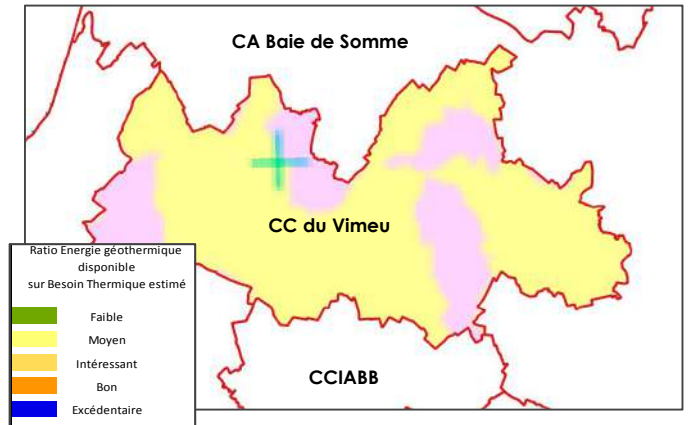 CA Baie de Somme
CC du Vimeu
Ratio Energie géothermique
disponible
sur Besoin Thermique estimé
Faible
Moyen
Intéressant
Bon
Excédentaire
CCIABB